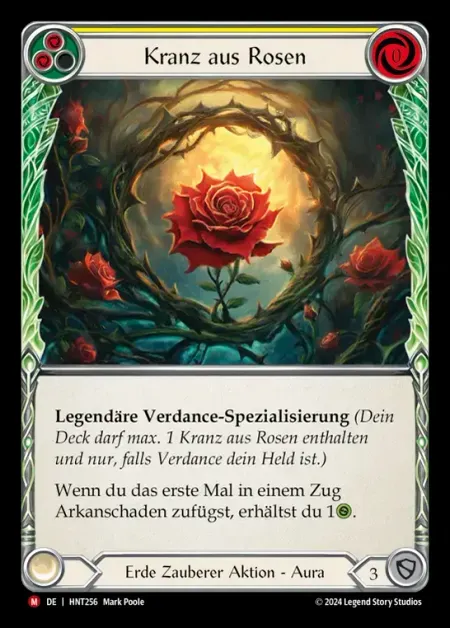 Kranz aus Rosen
0
Legendäre Verdance-Spezialisierung (Dein
Deck darf max. 1 Kranz aus Rosen enthalten
und nur, falls Verdance dein Held ist.)
Wenn du das erste Mal in einem Zug
Arkanschaden zufügst, erhältst du 1.
Erde Zauberer Aktion - Aura
3
M DE | HNT256 Mark Poole
© 2024 Legend Story Studios